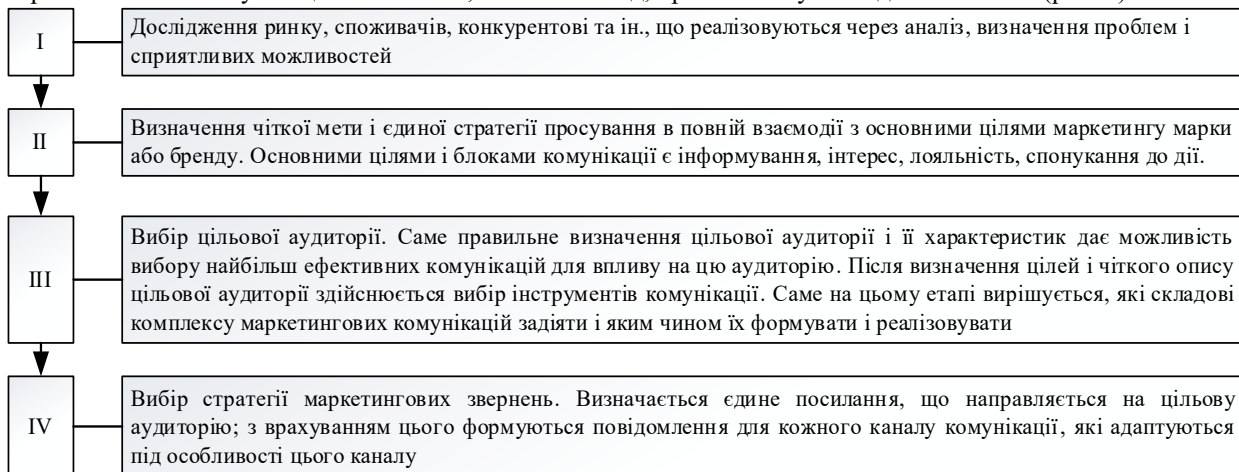 I
Дослідження ринку, споживачів, конкурентові та ін., що реалізовуються через аналіз, визначення проблем і
сприятливих можливостей
II
Визначення чіткої мети і єдиної стратегії просування в повній взаємодії з основними цілями маркетингу марки
або бренду. Основними цілями і блоками комунікації є інформування, інтерес, лояльність, спонукання до дії.
III
Вибір цільової аудиторії. Саме правильне визначення цільової аудиторії і її характеристик дає можливість
вибору найбільш ефективних комунікацій для впливу на цю аудиторію. Після визначення цілей і чіткого опису
цільової аудиторії здійснюється вибір інструментів комунікації. Саме на цьому етапі вирішується, які складові
комплексу маркетингових комунікацій задіяти і яким чином їх формувати і реалізовувати
IV
Вибір стратегії маркетингових звернень. Визначається єдине посилання, що направляється на цільову
аудиторію; з врахуванням цього формуються повідомлення для кожного каналу комунікації, які адаптуються
під особливості цього каналу